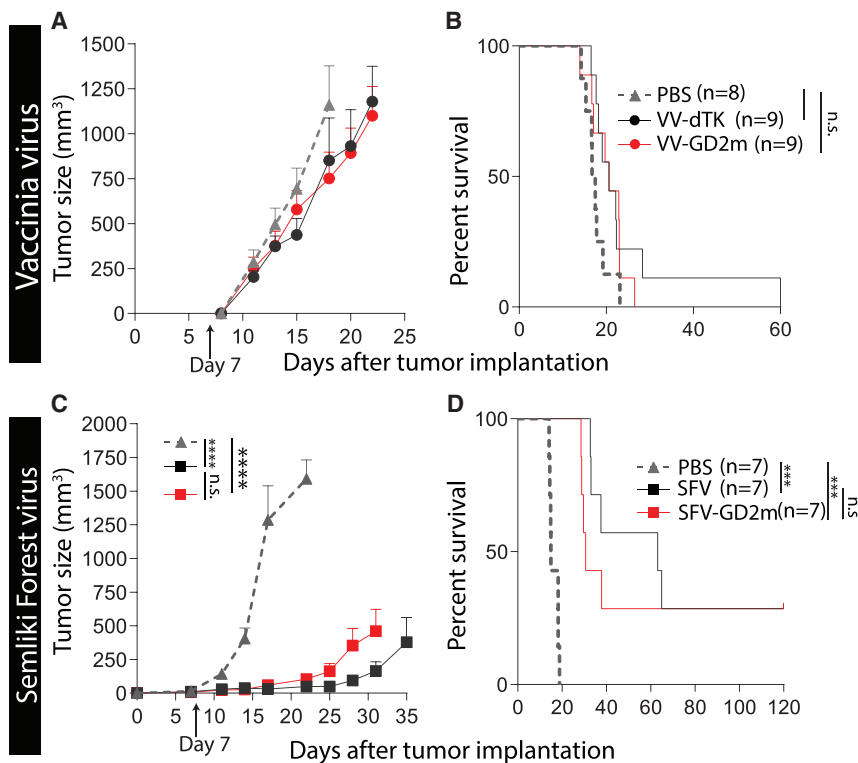 Vaccinia virus
A
Tumor size (mm³)
1500
1250
1000
750
500
250
0
0 5 10 15 20 25
Day 7
Days after tumor implantation
B
Percent survival
100
50
0
0 20 40 60
PBS (n=8)
VV-dTK (n=9)
VV-GD2m (n=9)
n.s.
Semliki Forest virus
C
Tumor size (mm³)
2000
1750
1500
1250
1000
750
500
250
0
0 5 10 15 20 25 30 35
****
n.s.
****
Day 7
Days after tumor implantation
D
Percent survival
100
50
0
0 20 40 60 80 100 120
PBS (n=7)
SFV (n=7)
SFV-GD2m(n=7)
***
***
n.s